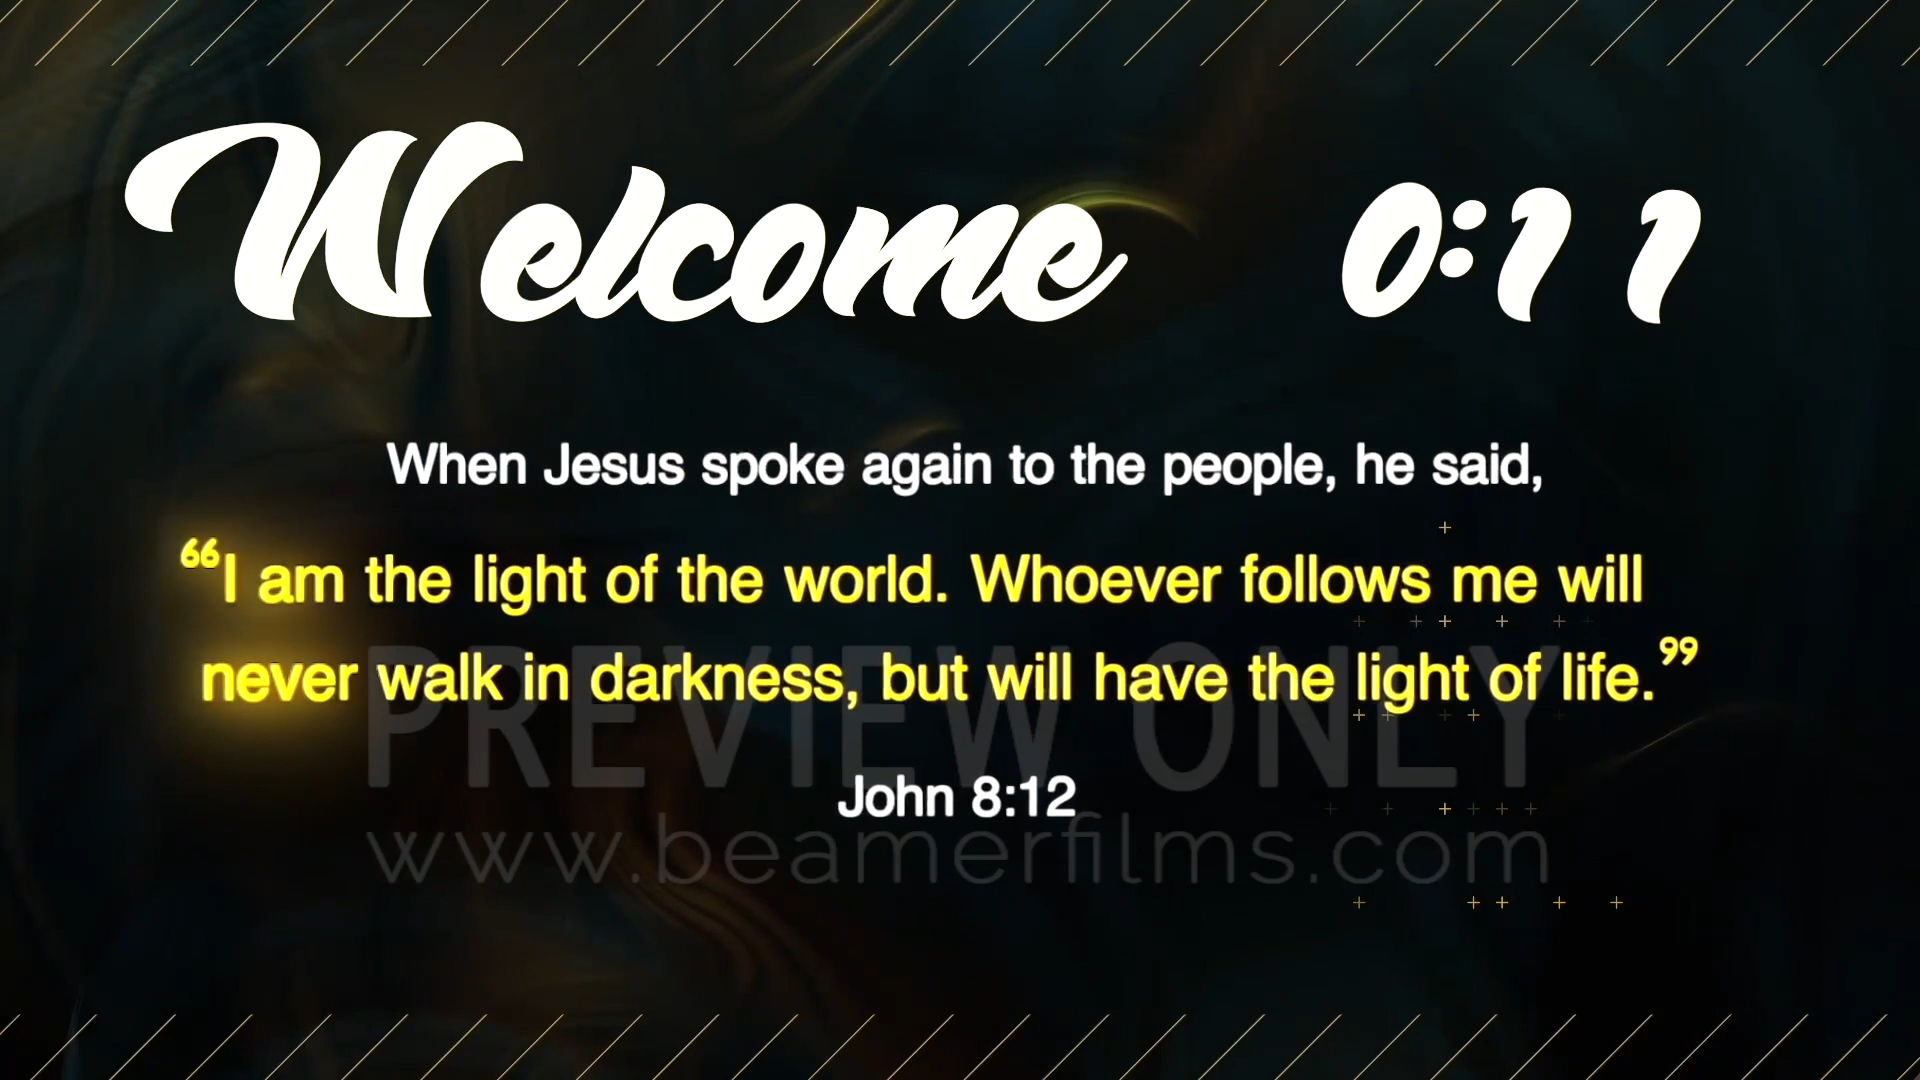 Welcome 0:11
When Jesus spoke again to the people, he said,
“I am the light of the world. Whoever follows me will
never walk in darkness, but will have the light of life.”
PREVIEW ONLY
John 8:12
www.beamerfilms.com